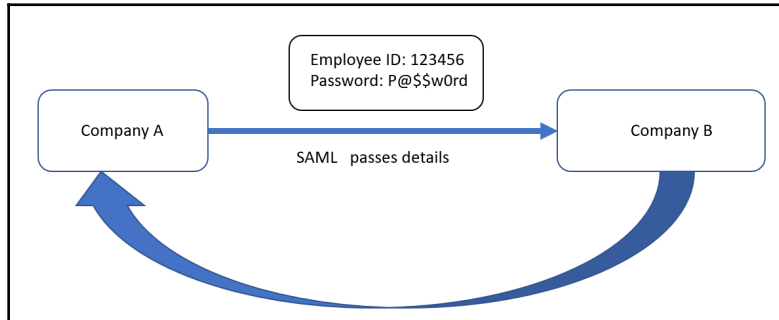 Employee ID: 123456
Password: P@$$w0rd
Company A
Company B
SAML passes details